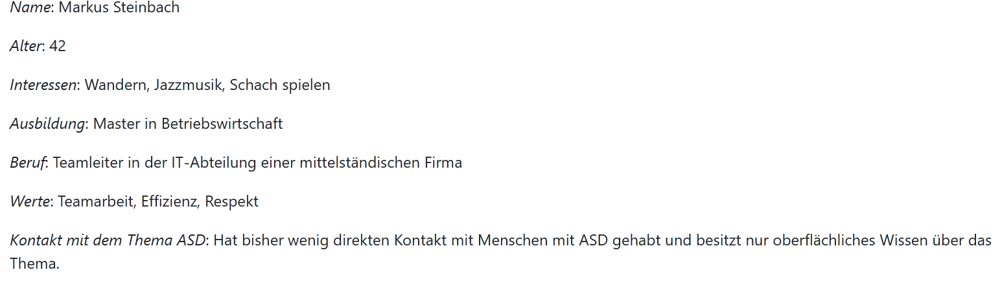 Name: Markus Steinbach
Alter: 42
Interessen: Wandern, Jazzmusik, Schach spielen
Ausbildung: Master in Betriebswirtschaft
Beruf: Teamleiter in der IT-Abteilung einer mittelständischen Firma
Werte: Teamarbeit, Effizienz, Respekt
Kontakt mit dem Thema ASD: Hat bisher wenig direkten Kontakt mit Menschen mit ASD gehabt und besitzt nur oberflächliches Wissen über das
Thema.